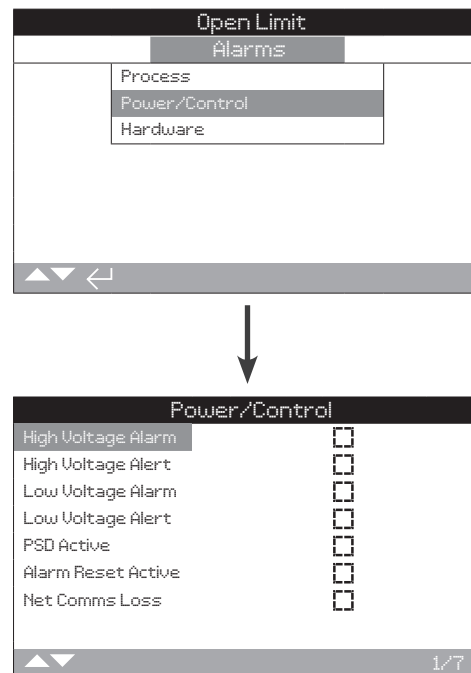 Open Limit
Alarms
Process
Power/Control
Hardware
Power/Control
High Voltage Alarm
High Voltage Alert
Low Voltage Alarm
Low Voltage Alert
PSD Active
Alarm Reset Active
Net Comms Loss
1/7